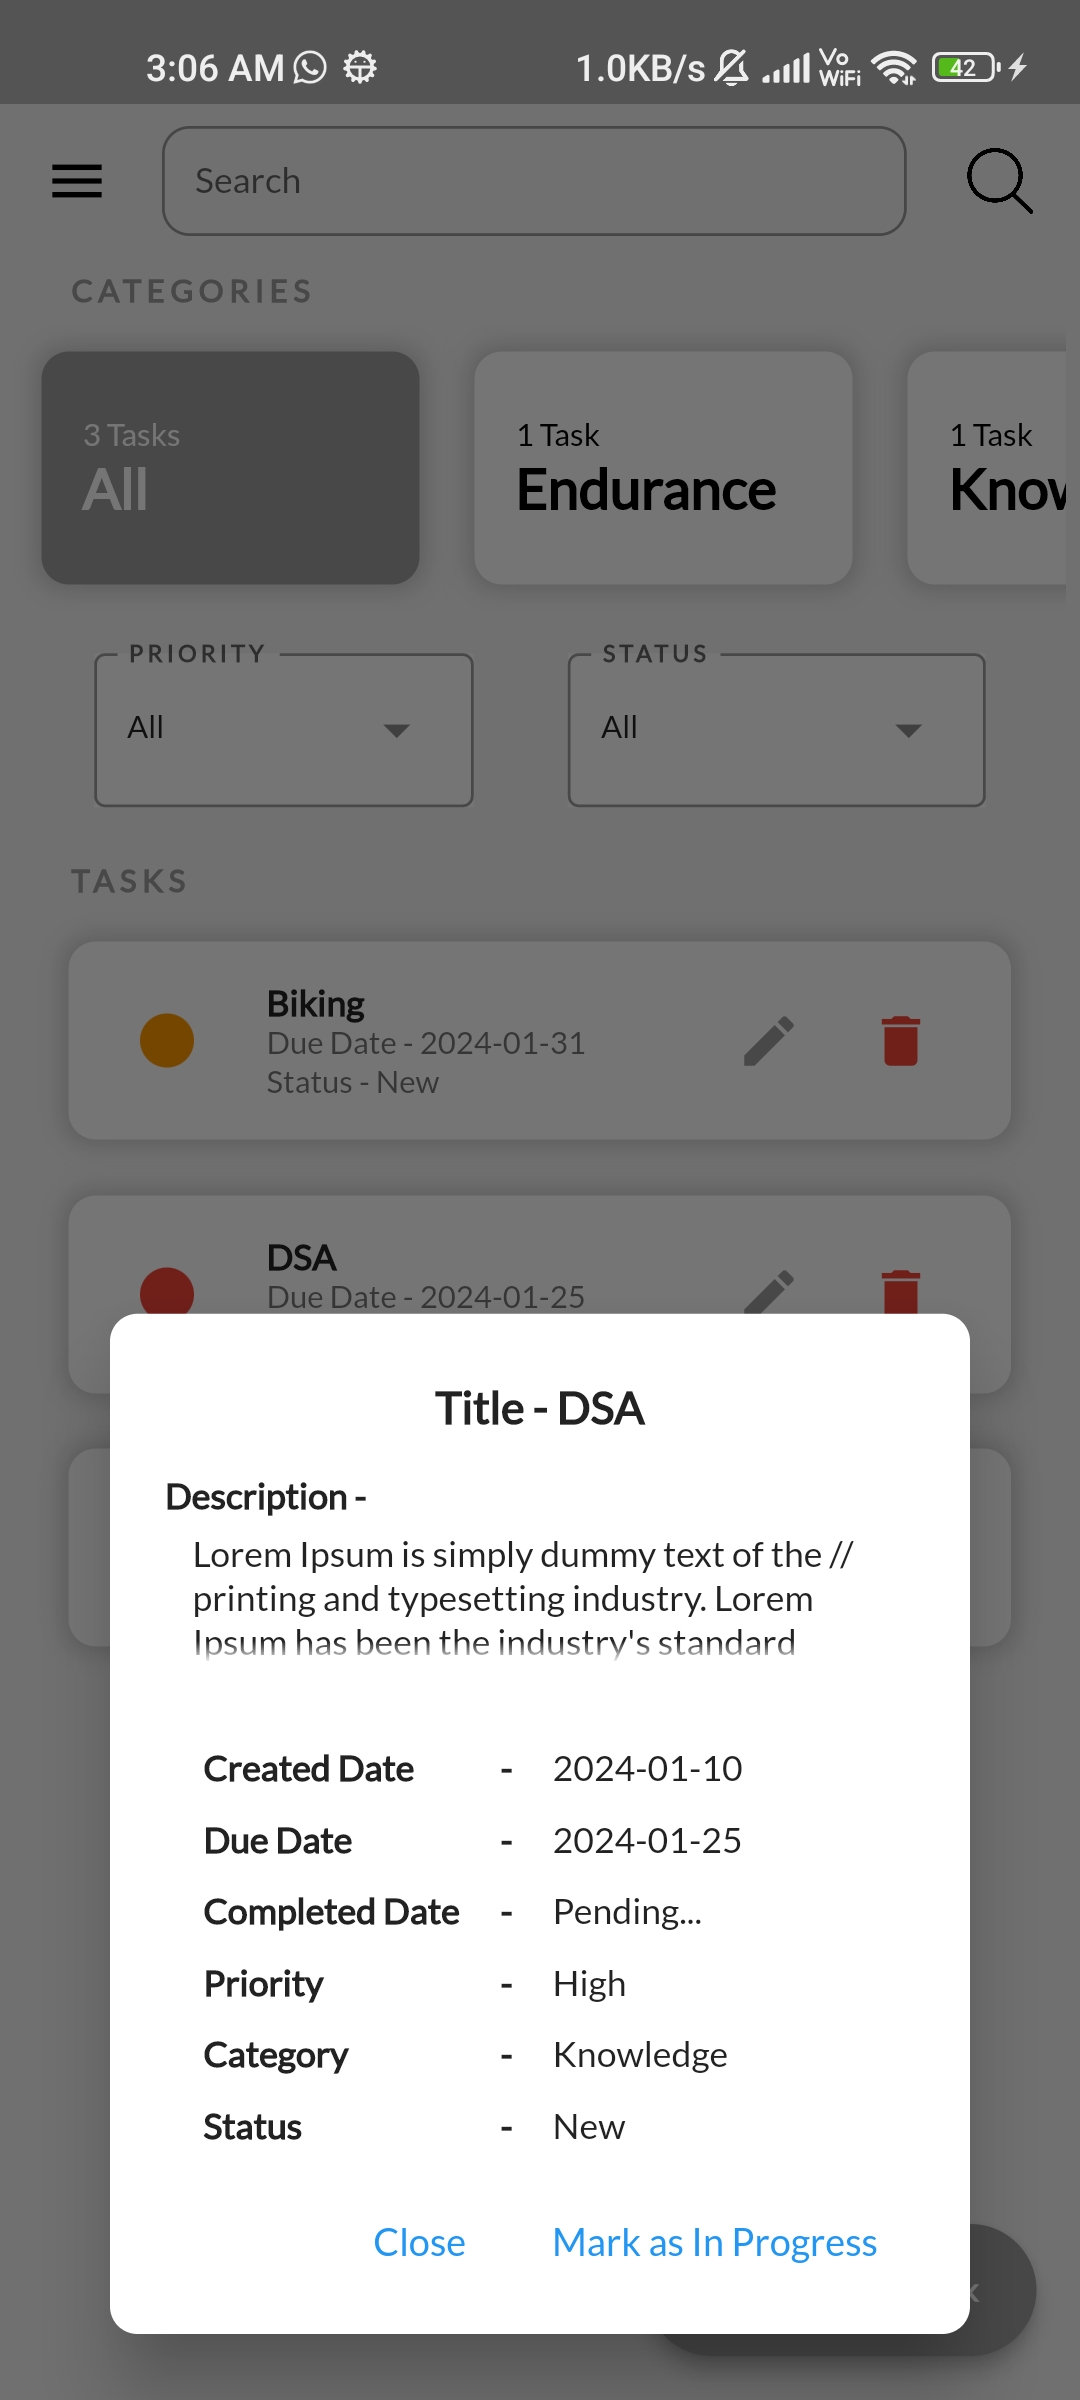 3:06 AM 1.0KB/s Vo WiFi 42
Search
CATEGORIES
3 Tasks 1 Task 1 Task
All Endurance
PRIORITY STATUS
All All
TASKS
Biking
Due Date - 2024-01-31
Status - New
DSA
Due Date - 2024-01-25
Title - DSA
Description -
Lorem Ipsum is simply dummy text of the //
printing and typesetting industry. Lorem
Ipsum has been the industry's standard
Created Date - 2024-01-10
Due Date - 2024-01-25
Completed Date - Pending...
Priority - High
Category - Knowledge
Status - New
Close Mark as In Progress